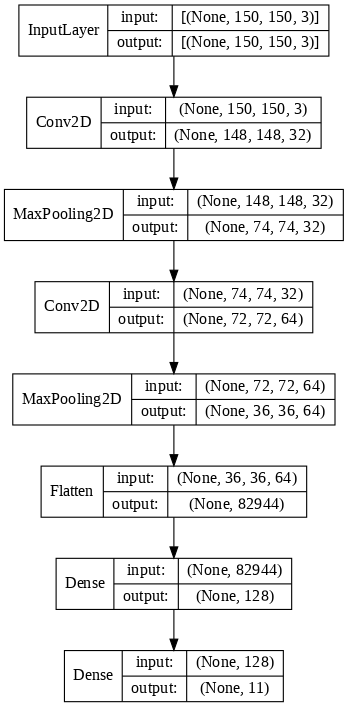 InputLayer
input: [(None, 150, 150, 3)]
output: [(None, 150, 150, 3)]
Conv2D
input: (None, 150, 150, 3)
output: (None, 148, 148, 32)
MaxPooling2D
input: (None, 148, 148, 32)
output: (None, 74, 74, 32)
Conv2D
input: (None, 74, 74, 32)
output: (None, 72, 72, 64)
MaxPooling2D
input: (None, 72, 72, 64)
output: (None, 36, 36, 64)
Flatten
input: (None, 36, 36, 64)
output: (None, 82944)
Dense
input: (None, 82944)
output: (None, 128)
Dense
input: (None, 128)
output: (None, 11)